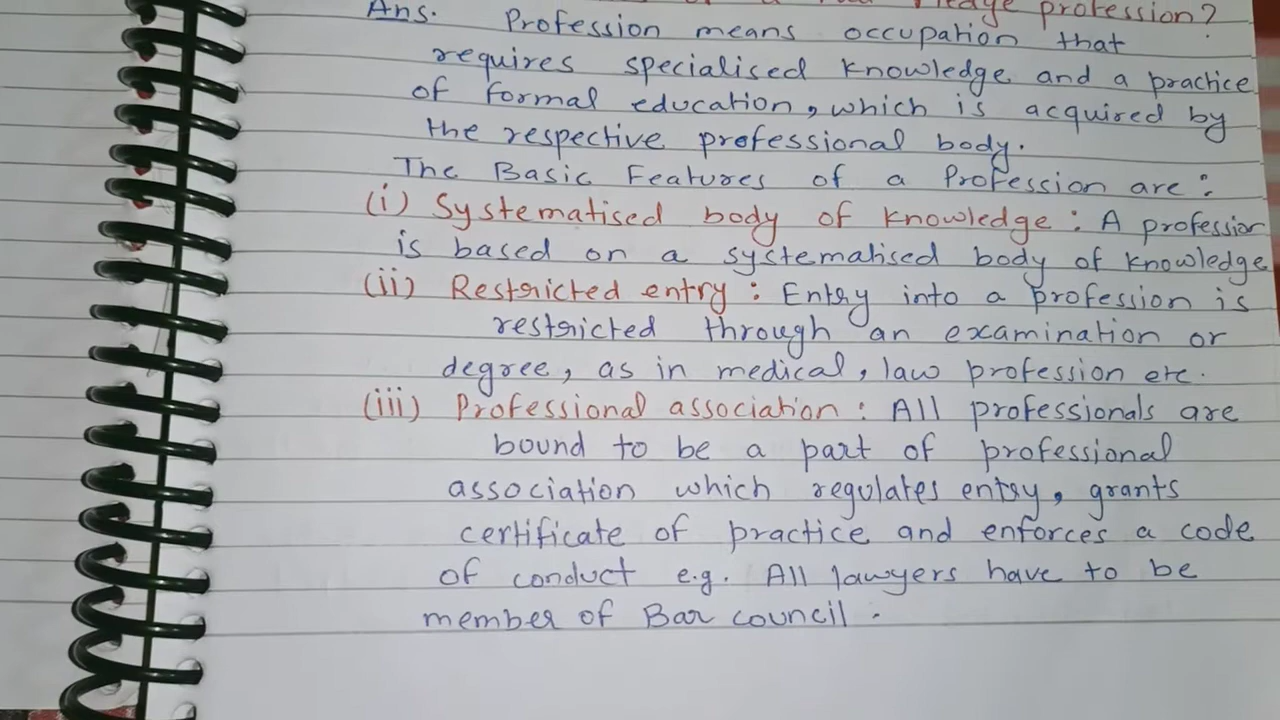 profession?
Ans. Profession means occupation that
requires specialised knowledge and a practice
of formal education, which is acquired by
the respective professional body.
The Basic Features of a Profession are:
(i) Systematised body of knowledge: A profession
is based on a systematised body of knowledge
(ii) Restricted entry: Entry into a profession is
restricted through an examination or
degree, as in medical, law profession etc.
(iii) Professional association: All professionals are
bound to be a part of professional
association which regulates entry, grants
certificate of practice and enforces a code
of conduct e.g. All lawyers have to be
member of Bar council.